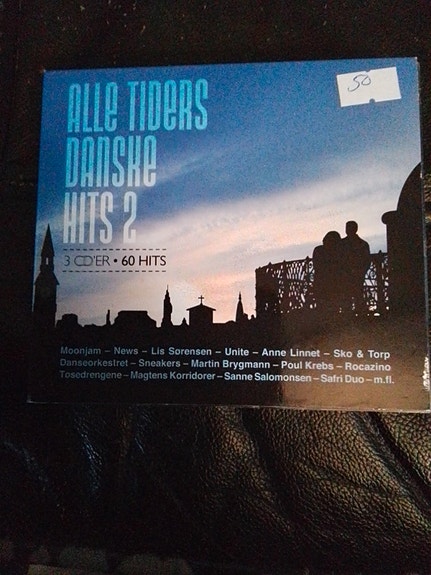 ALLE TIDERS
DANSKE
HITS 2
3 CD'ER • 60 HITS
50
Moonjam – News – Lis Sørensen – Unite – Anne Linnet – Sko & Torp
Danseorkestret – Sneakers – Martin Brygmann – Poul Krebs – Rocazino
Tøsedrengene – Magtens Korridorer – Sanne Salomonsen – Safri Duo – m.fl.